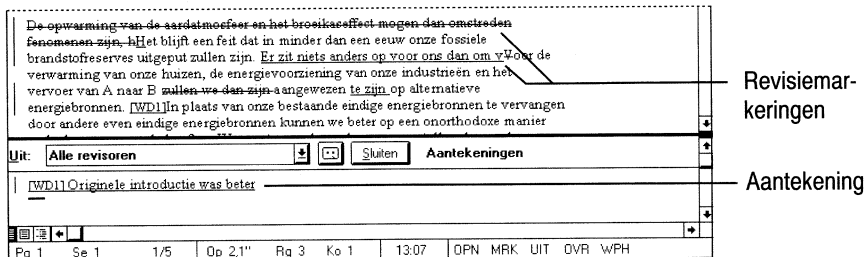 De opwarming van de aardatmosfeer en het broeikaseffect mogen dan omstreden
fenomenen zijn, hHet blijft een feit dat in minder dan een eeuw onze fossiele
brandstofreserves uitgeput zullen zijn. Er zit niets anders op voor ons dan om vVoor de
verwarming van onze huizen, de energievoorziening van onze industrieën en het
vervoer van A naar B zullen we dan zijn aangewezen te zijn op alternatieve
energiebronnen. [WD1]In plaats van onze bestaande eindige energiebronnen te vervangen
door andere even eindige energiebronnen kunnen we beter op een onorthodoxe manier
Revisiemar-
keringen
Uit: Alle revisoren Sluiten Aantekeningen
[WD1] Originele introductie was beter
Aantekening
Pg 1 Se 1 1/5 Op 2,1" Rg 3 Ko 1 13:07 OPN MRK UIT OVR WPH